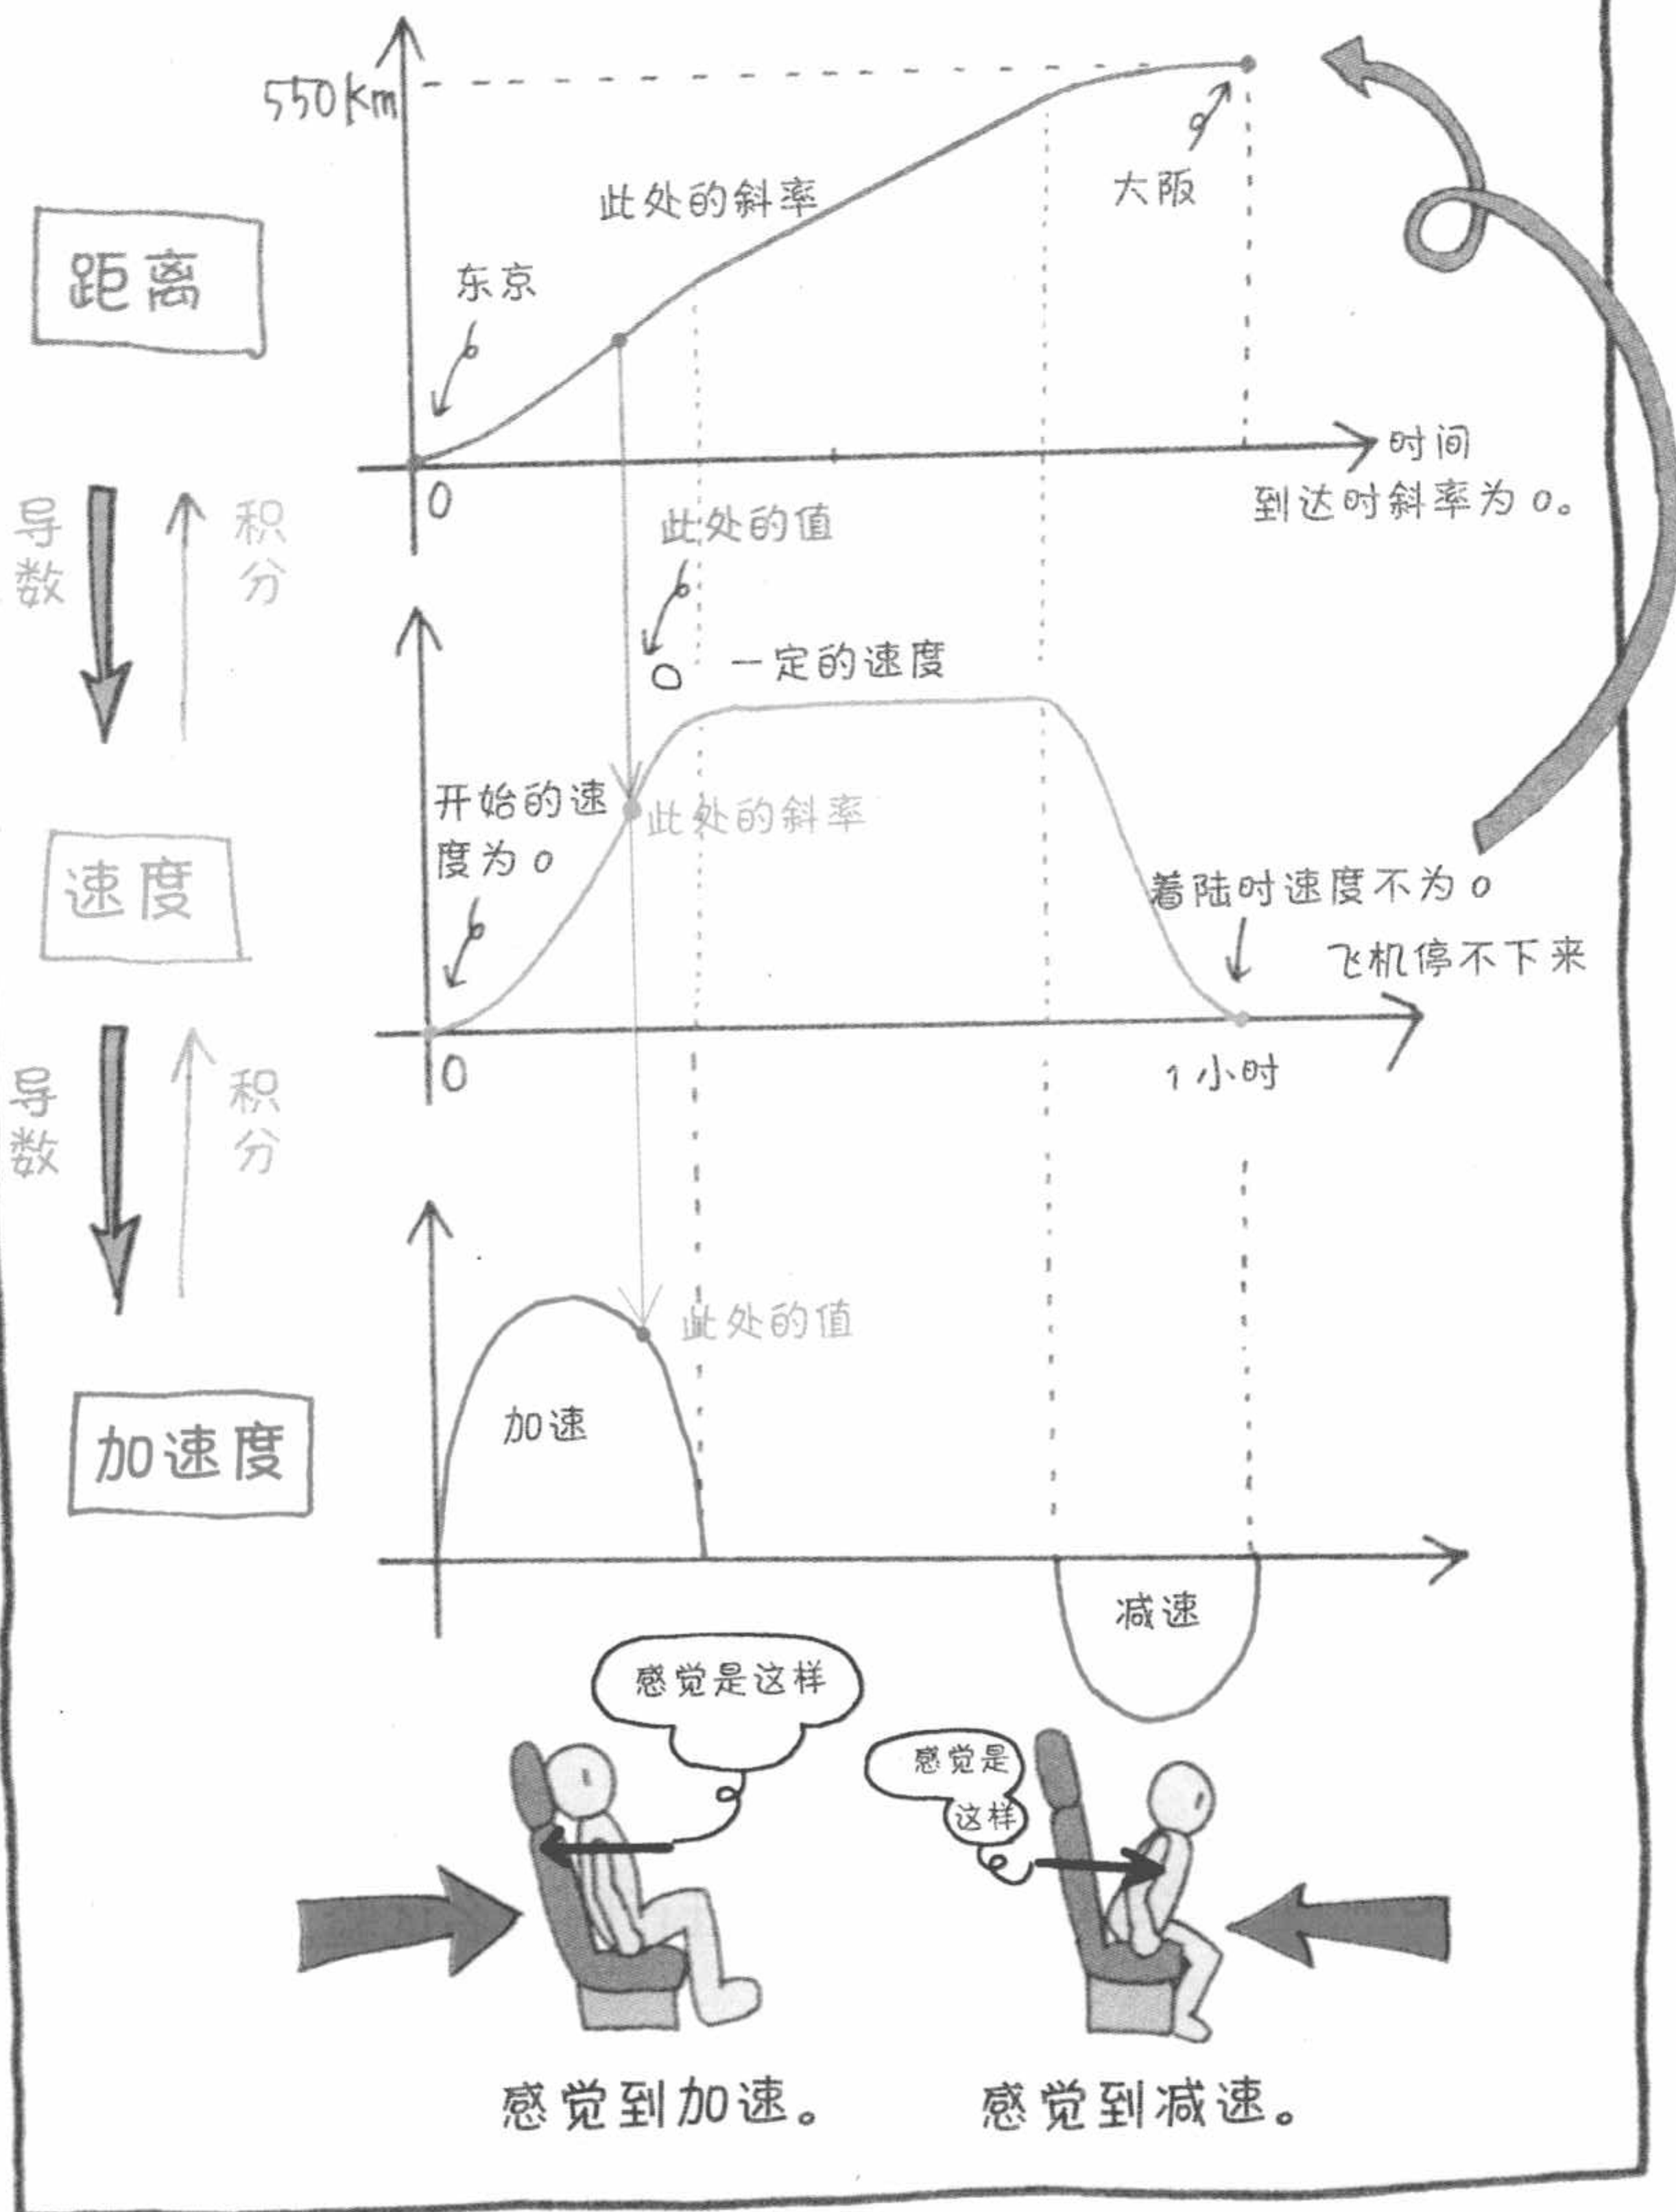 550km
此处的斜率
大阪
距离
东京
时间
0
到达时斜率为0。
导数
积分
此处的值
0
一定的速度
开始的速
度为0
此处的斜率
速度
着陆时速度不为0
飞机停不下来
0
1小时
导数
积分
此处的值
加速
加速度
减速
感觉是这样
感觉是
这样
感觉到加速。
感觉到减速。